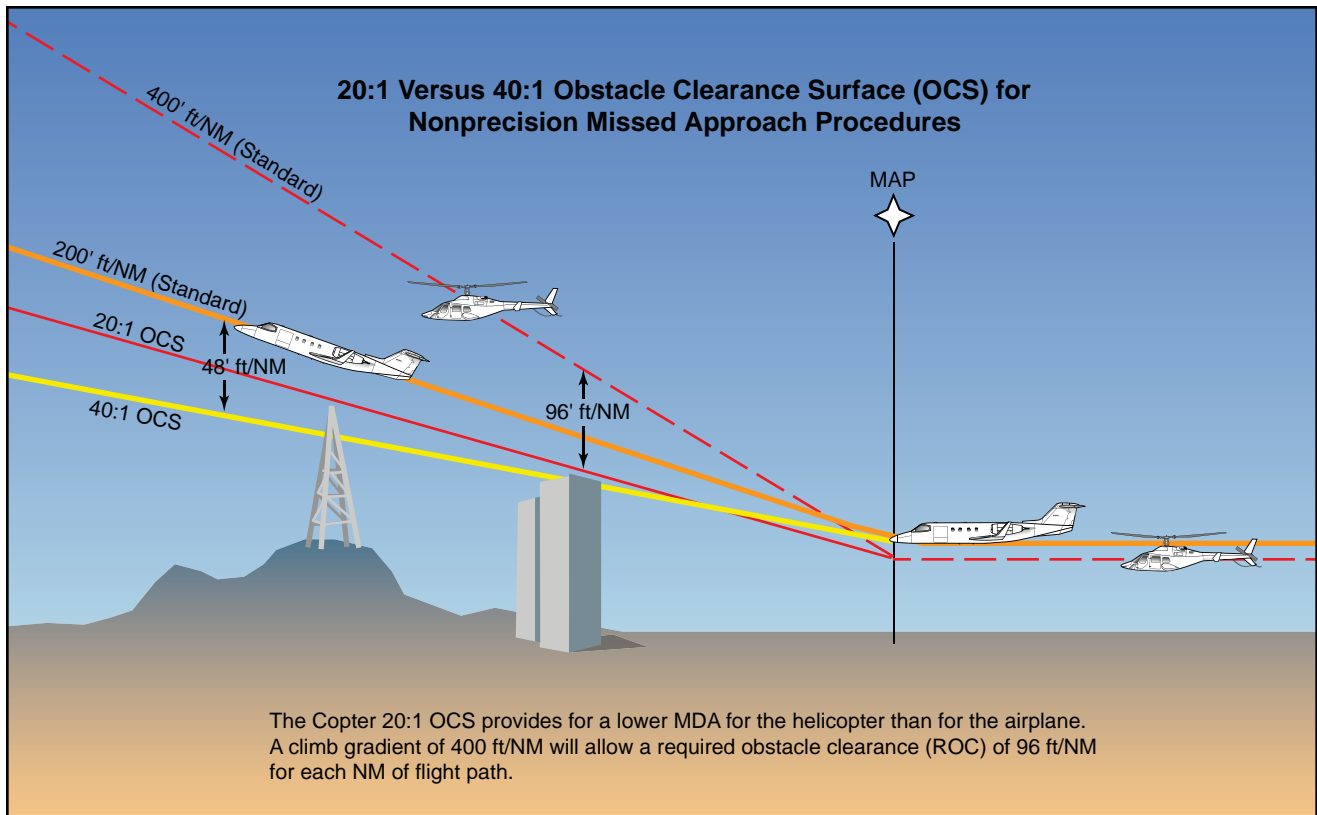 20:1 Versus 40:1 Obstacle Clearance Surface (OCS) for
Nonprecision Missed Approach Procedures
400' ft/NM (Standard)
MAP
200' ft/NM (Standard)
20:1 OCS
48' ft/NM
40:1 OCS
96' ft/NM
The Copter 20:1 OCS provides for a lower MDA for the helicopter than for the airplane.
A climb gradient of 400 ft/NM will allow a required obstacle clearance (ROC) of 96 ft/NM
for each NM of flight path.